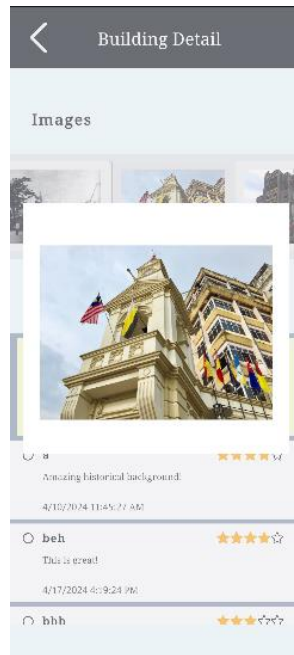 Building Detail
Images
a
Amazing historical background!
4/10/2024 11:45:27 AM
beh
This is great!
4/17/2024 4:19:24 PM
bbb